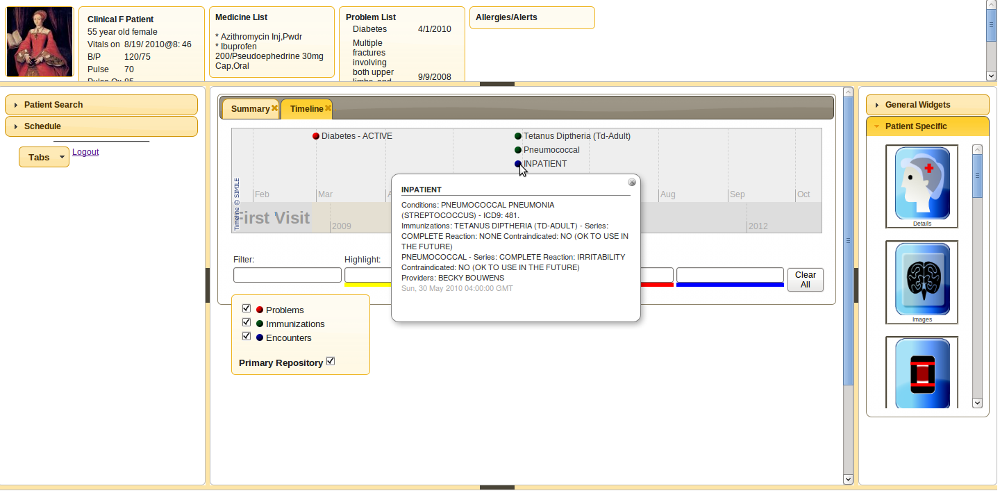 Clinical F Patient
55 year old female
Vitals on 8/19/ 2010@8: 46
B/P 120/75
Pulse 70
Pulse Ox 85
Medicine List
* Azithromycin Inj,Pwdr
* Ibuprofen
200/Pseudoephedrine 30mg
Cap,Oral
Problem List
Diabetes 4/1/2010
Multiple
fractures
involving
both upper
limbs, and 9/9/2008
Allergies/Alerts
Patient Search
Schedule
Tabs
Logout
Summary
Timeline
Diabetes - ACTIVE
Tetanus Diptheria (Td-Adult)
Pneumococcal
INPATIENT
Feb
Mar
Aug
Sep
Oct
Timeline © SIMILE
First Visit
2009
2012
INPATIENT
Conditions: PNEUMOCOCCAL PNEUMONIA
(STREPTOCOCCUS) - ICD9: 481.
Immunizations: TETANUS DIPTHERIA (TD-ADULT) - Series:
COMPLETE Reaction: NONE Contraindicated: NO (OK TO USE IN
THE FUTURE)
PNEUMOCOCCAL - Series: COMPLETE Reaction: IRRITABILITY
Contraindicated: NO (OK TO USE IN THE FUTURE)
Providers: BECKY BOUWENS
Sun, 30 May 2010 04:00:00 GMT
Filter:
Highlight:
Clear
All
Problems
Immunizations
Encounters
Primary Repository
General Widgets
Patient Specific
Details
Images